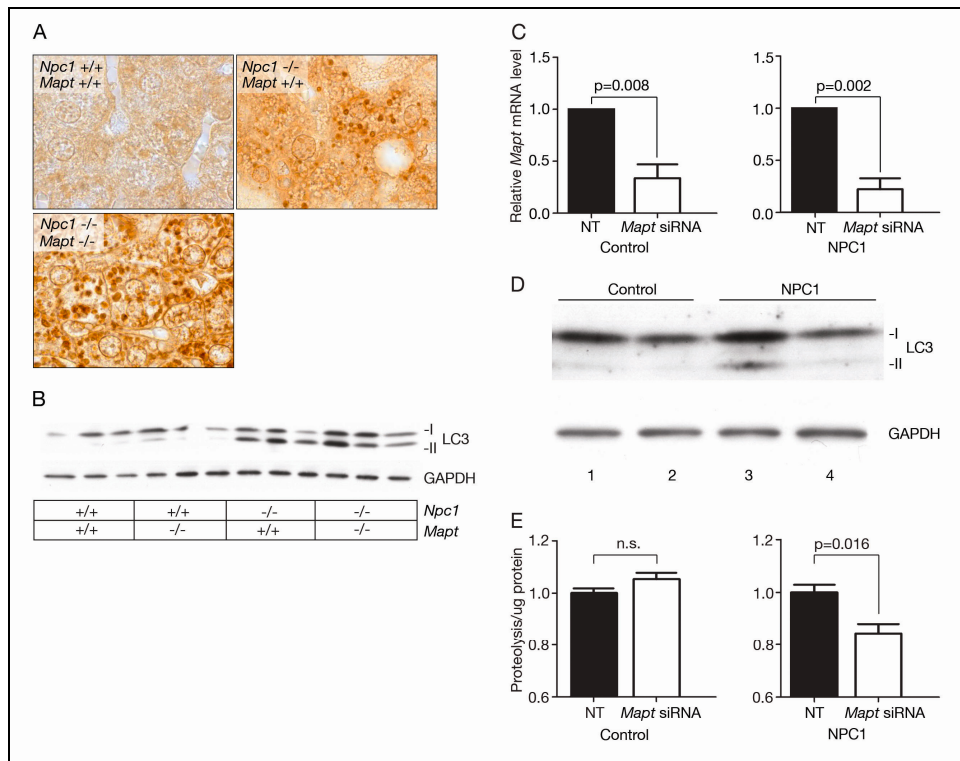 A
Npc1 +/+
Mapt +/+
Npc1 -/-
Mapt +/+
Npc1 -/-
Mapt -/-
B
-I
-II
LC3
GAPDH
+/+ +/+ -/- -/- Npc1
+/+ -/- +/+ -/- Mapt
C
Relative Mapt mRNA level
1.5
1.0
0.5
0.0
p=0.008
NT Mapt siRNA
Control
1.5
1.0
0.5
0.0
p=0.002
NT Mapt siRNA
NPC1
D
Control NPC1
-I
-II
LC3
GAPDH
1 2 3 4
E
Proteolysis/ug protein
1.2
1.0
0.8
0.6
n.s.
NT Mapt siRNA
Control
1.2
1.0
0.8
0.6
p=0.016
NT Mapt siRNA
NPC1